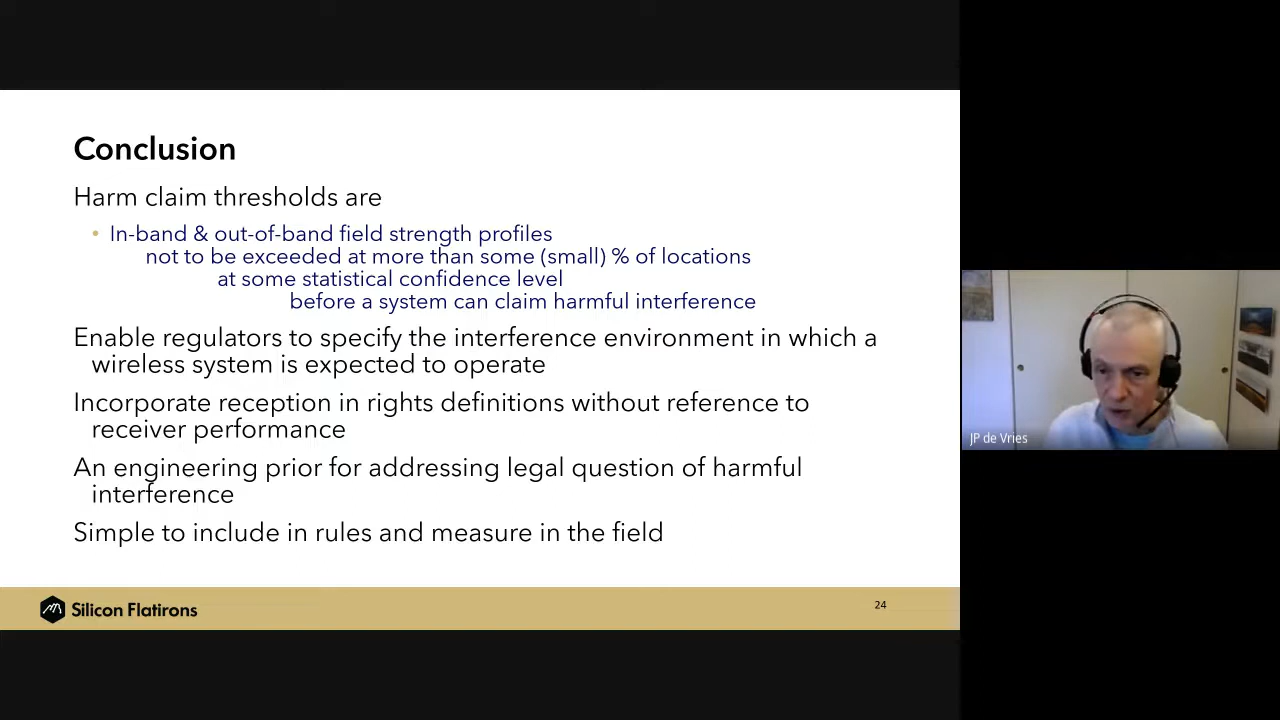 Conclusion
Harm claim thresholds are
• In-band & out-of-band field strength profiles
not to be exceeded at more than some (small) % of locations
at some statistical confidence level
before a system can claim harmful interference
Enable regulators to specify the interference environment in which a
wireless system is expected to operate
Incorporate reception in rights definitions without reference to
receiver performance
An engineering prior for addressing legal question of harmful
interference
Simple to include in rules and measure in the field
Silicon Flatirons
24
JP de Vries